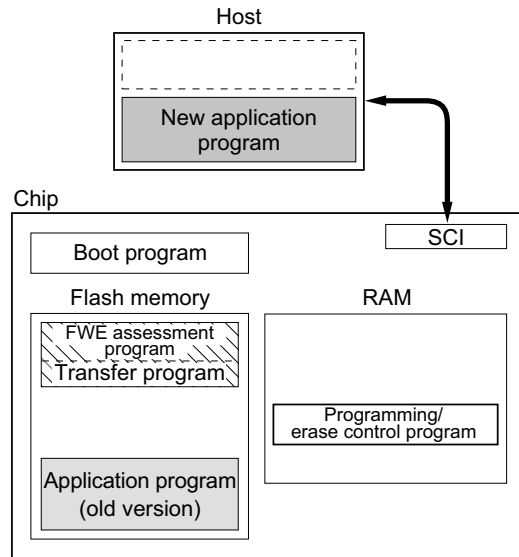 Host
New application
program
Chip
SCI
Boot program
Flash memory
RAM
FWE assessment
program
Transfer program
Programming/
erase control program
Application program
(old version)